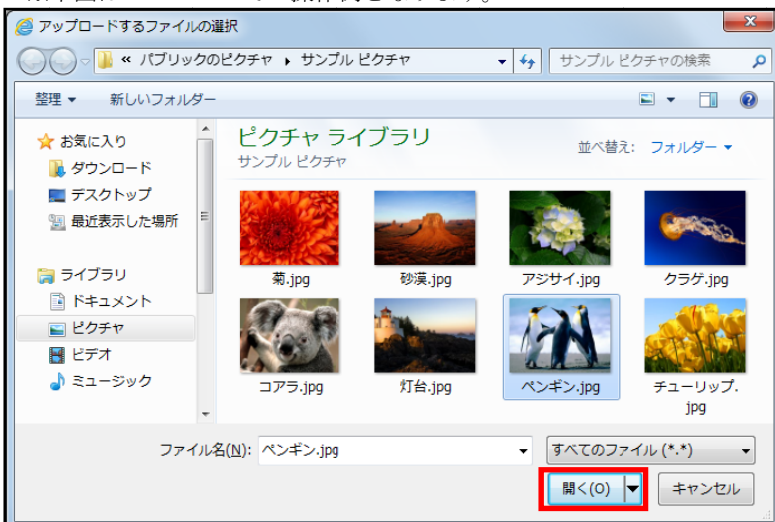 アップロードするファイルの選択
« パブリックのピクチャ ▸ サンプル ピクチャ
サンプル ピクチャの検索
整理 ▼ 新しいフォルダー
お気に入り
ダウンロード
デスクトップ
最近表示した場所
ライブラリ
ドキュメント
ピクチャ
ビデオ
ミュージック
ピクチャ ライブラリ
サンプル ピクチャ
並べ替え: フォルダー ▼
菊.jpg
砂漠.jpg
アジサイ.jpg
クラゲ.jpg
コアラ.jpg
灯台.jpg
ペンギン.jpg
チューリップ.
jpg
ファイル名(N): ペンギン.jpg
すべてのファイル (*.*)
開く(O)
キャンセル